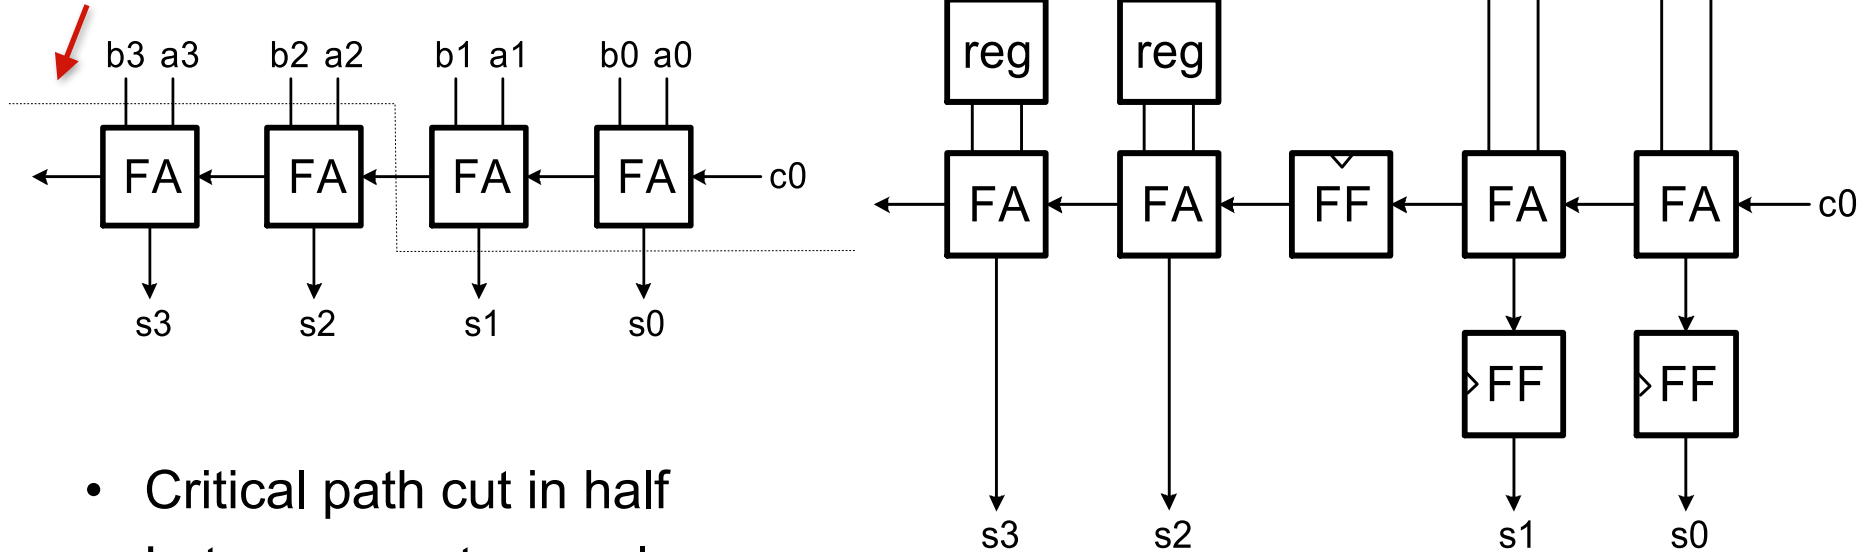 b3 a3 b2 a2 b1 a1 b0 a0
FA FA FA FA c0
s3 s2 s1 s0
• Critical path cut in half
reg reg
FA FA FF FA FA c0
FF FF
s3 s2 s1 s0